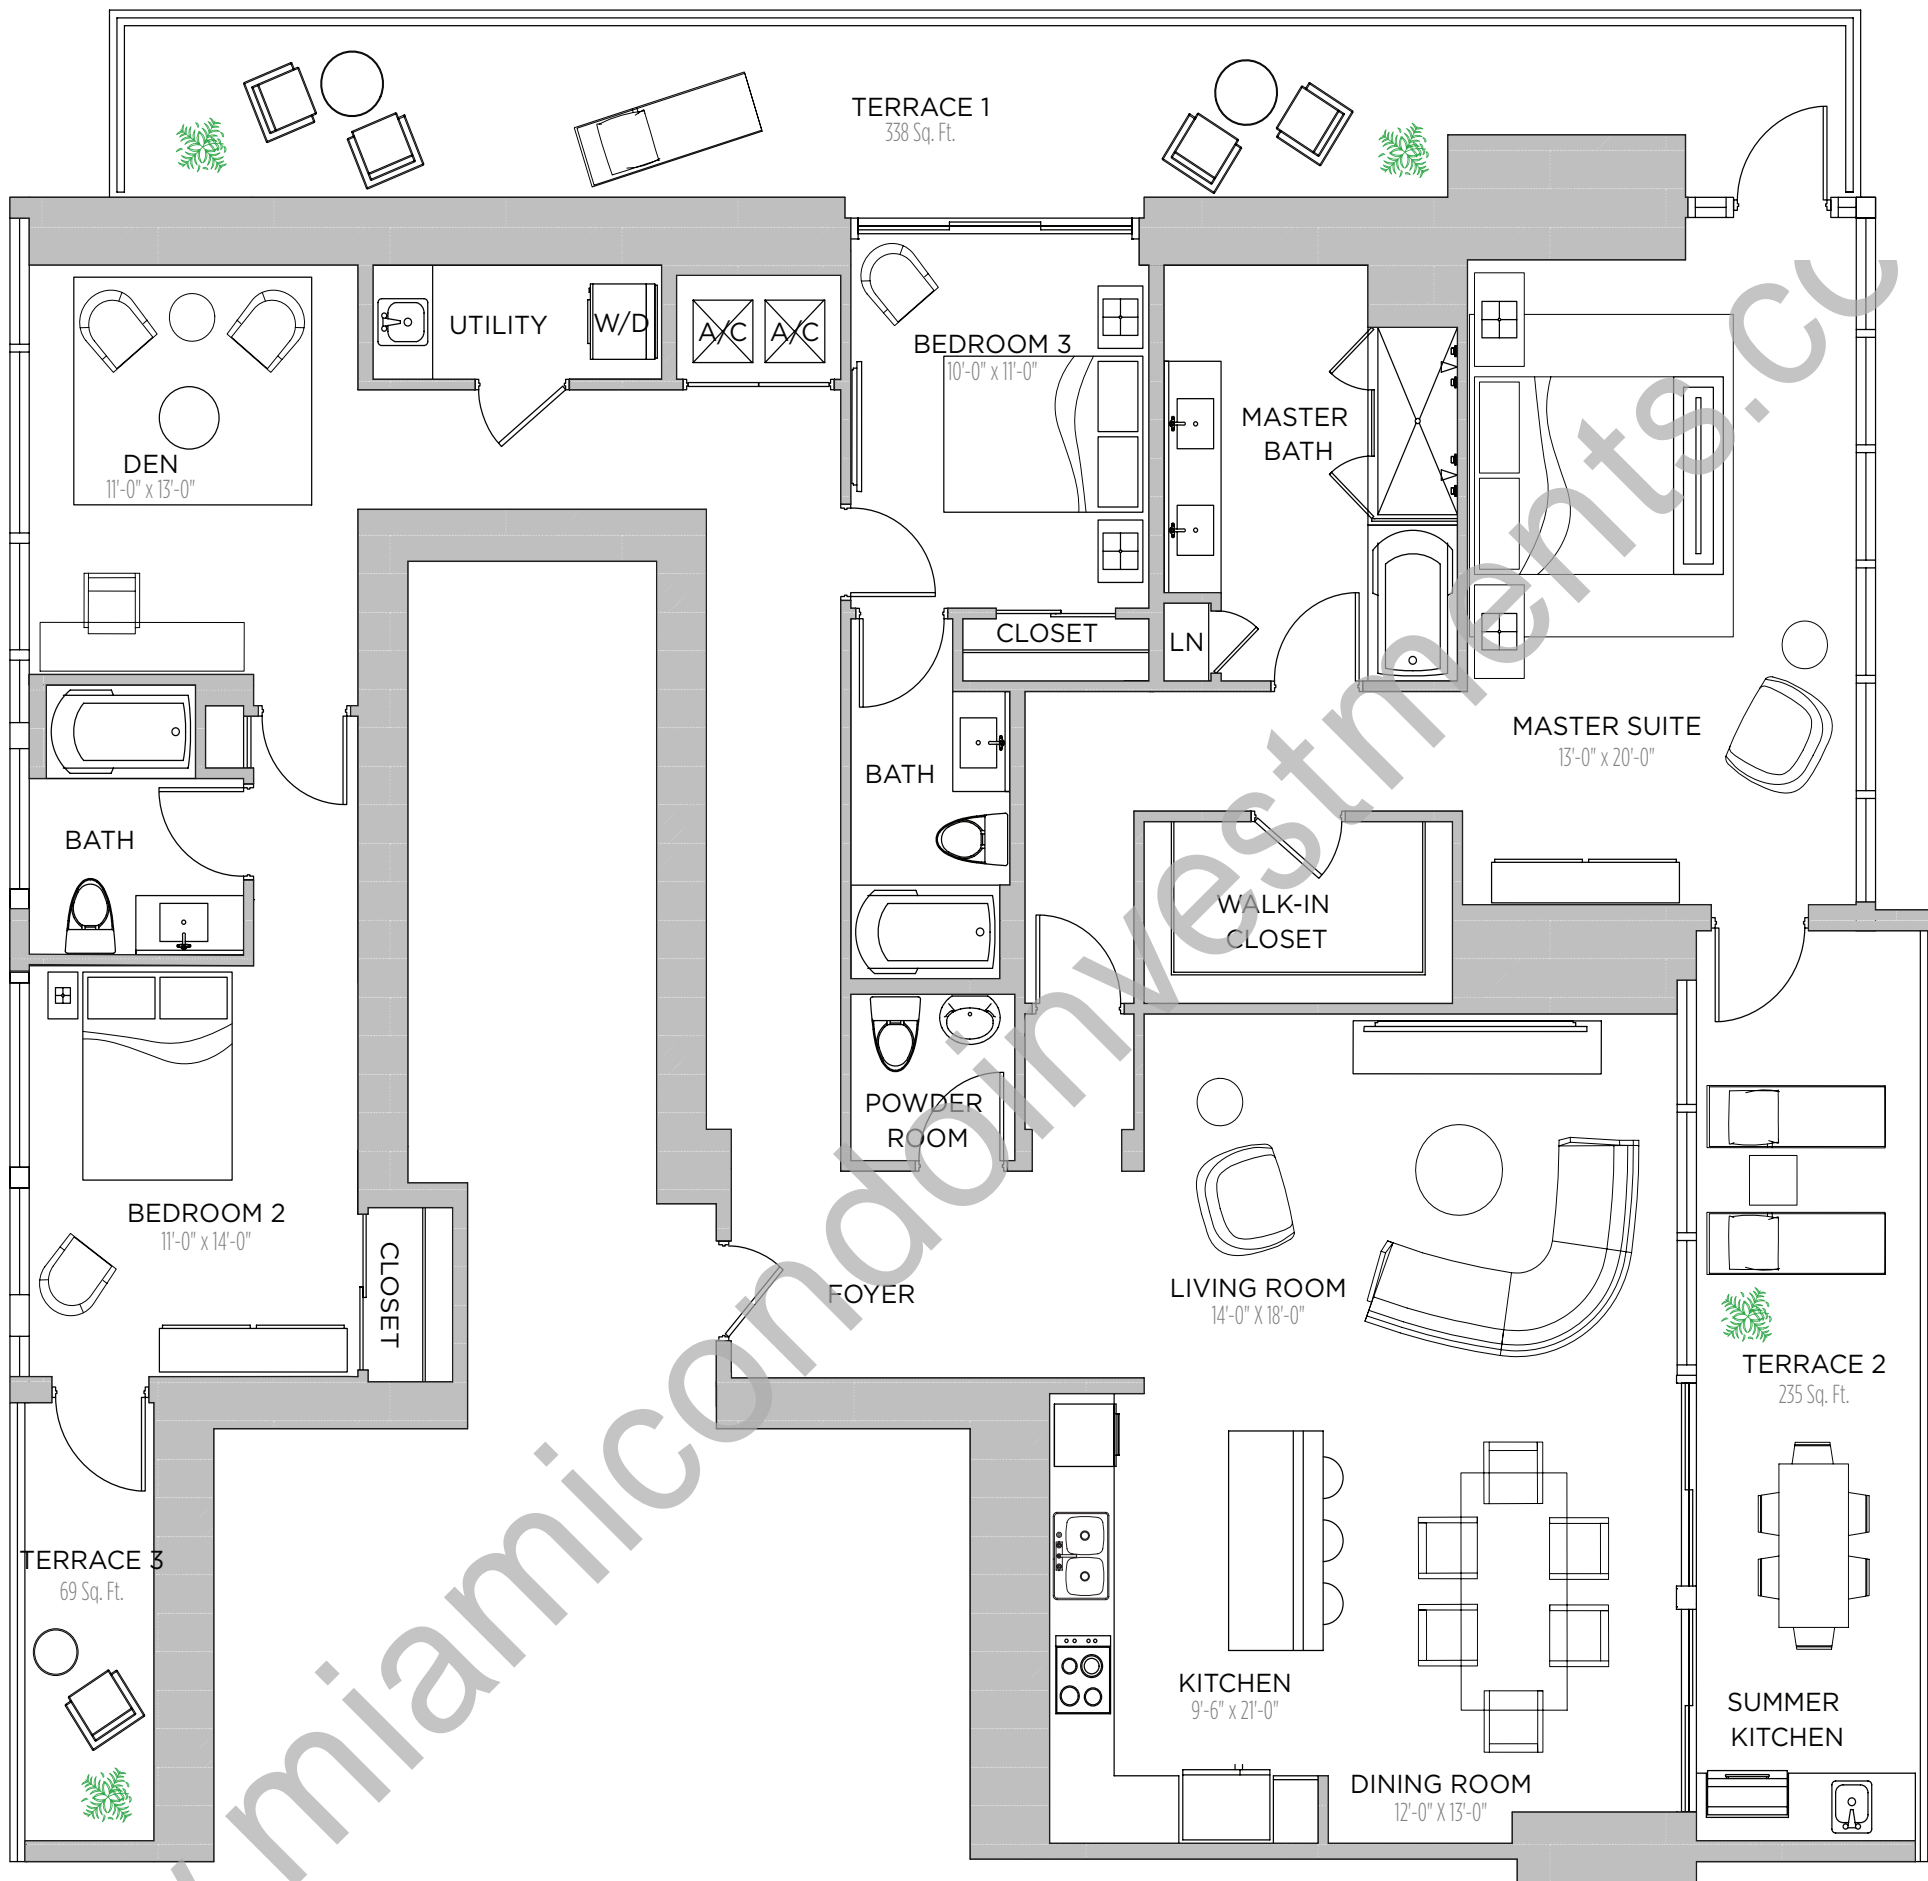 TERRACE 1
338 Sq. Ft.
UTILITY
W/D
A/C
A/C
BEDROOM 3
10'-0" x 11'-0"
MASTER
BATH
DEN
11'-0" x 13'-0"
CLOSET
LN
MASTER SUITE
13'-0" x 20'-0"
BATH
BATH
WALK-IN
CLOSET
POWDER
ROOM
BEDROOM 2
11'-0" x 14'-0"
CLOSET
FOYER
LIVING ROOM
14'-0" X 18'-0"
TERRACE 2
235 Sq. Ft.
TERRACE 3
69 Sq. Ft.
KITCHEN
9'-6" x 21'-0"
SUMMER
KITCHEN
DINING ROOM
12'-0" X 13'-0"
miamicondoinvestments.cc